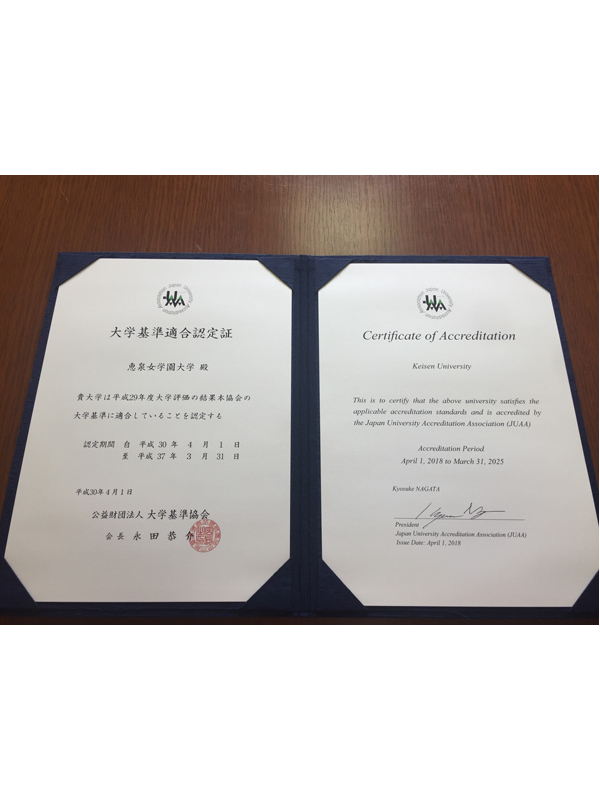 大学基準適合認定証
恵泉女学園大学 殿
貴大学は平成29年度大学評価の結果本協会の
大学基準に適合していることを認定する
認定期間 自 平成 30 年 4 月 1 日
至 平成 37 年 3 月 31 日
平成30年4月1日
公益財団法人 大学基準協会
会長 永田恭介
Certificate of Accreditation
Keisen University
This is to certify that the above university satisfies the
applicable accreditation standards and is accredited by
the Japan University Accreditation Association (JUAA)
Accreditation Period
April 1, 2018 to March 31, 2025
Kyosuke NAGATA
President
Japan University Accreditation Association (JUAA)
Issue Date: April 1, 2018